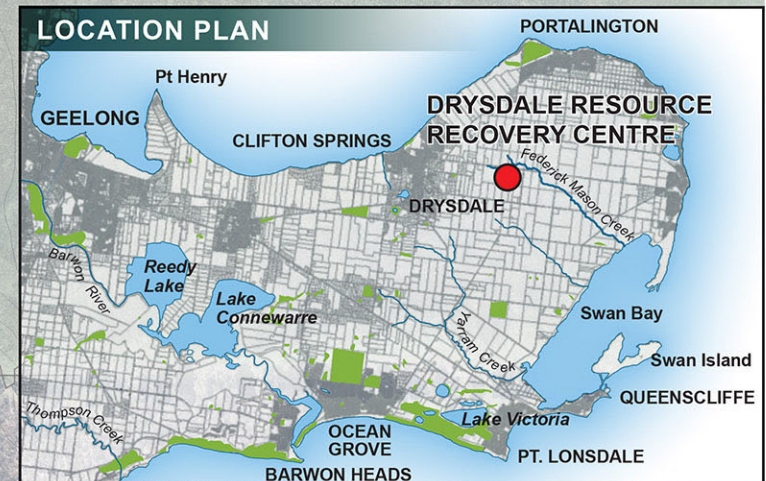 LOCATION PLAN
PORTALINGTON
Pt Henry
GEELONG
DRYSDALE RESOURCE
RECOVERY CENTRE
CLIFTON SPRINGS
Federick Mason Creek
DRYSDALE
Barwon River
Reedy
Lake
Lake
Connewarre
Swan Bay
Yarram Creek
Swan Island
QUEENSCLIFFE
Thompson Creek
Lake Victoria
OCEAN
GROVE
PT. LONSDALE
BARWON HEADS